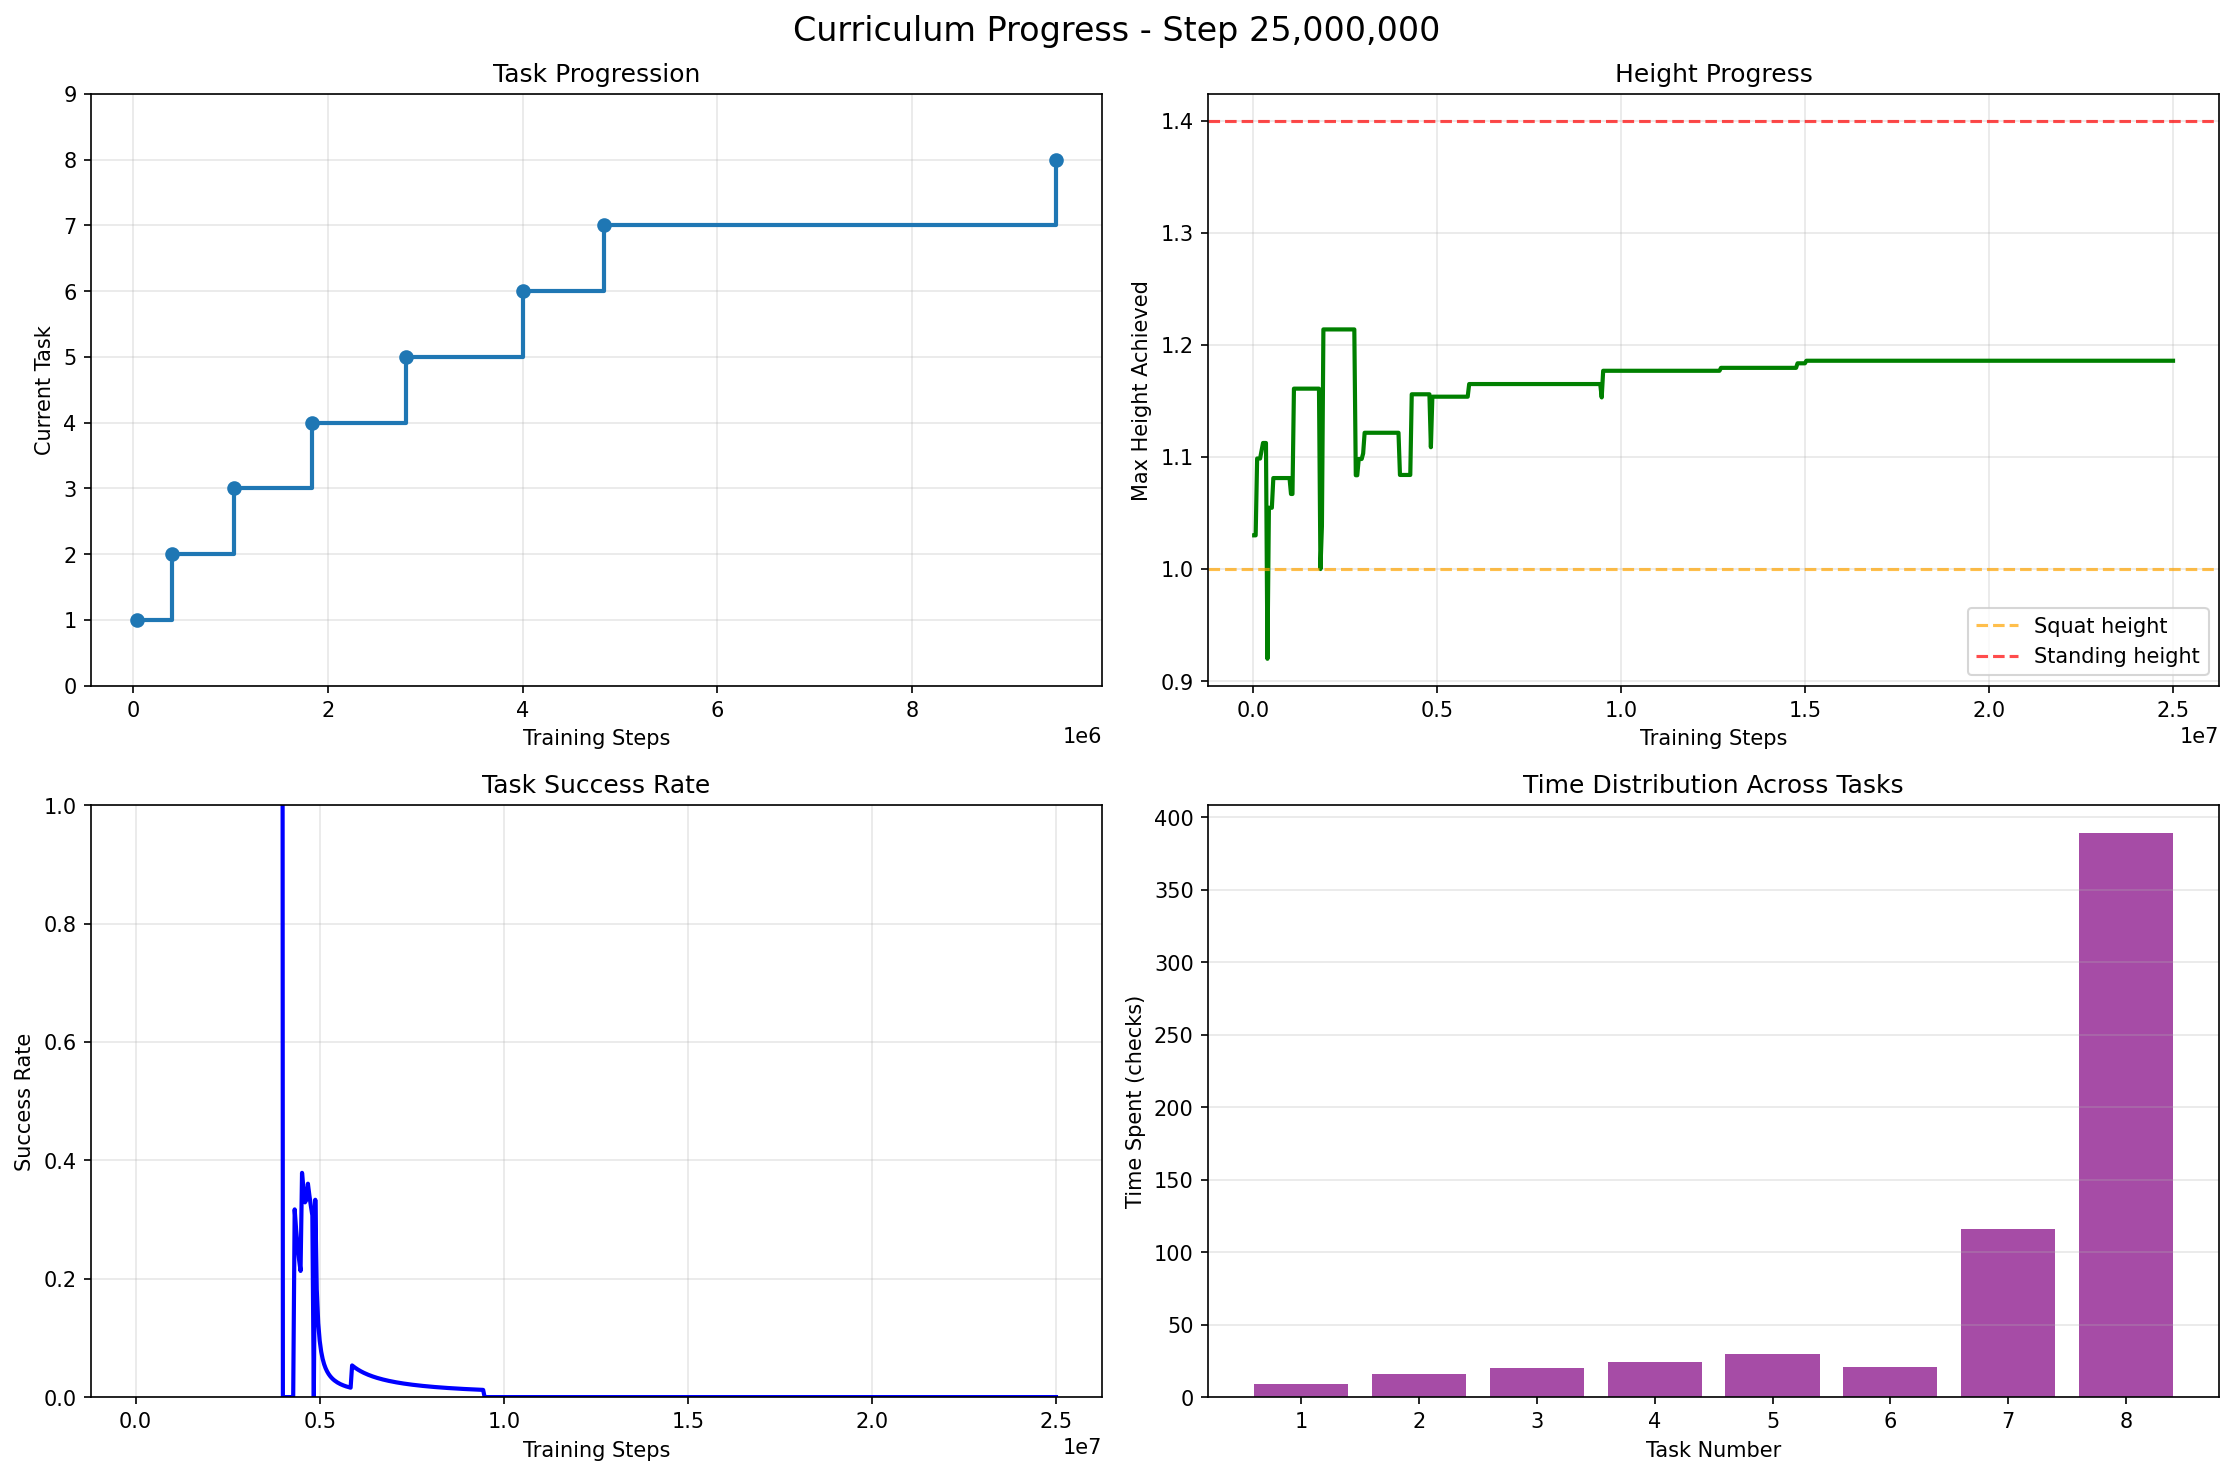 Curriculum Progress - Step 25,000,000
Task Progression
9
8
7
6
5
4
3
2
1
0
Current Task
0 2 4 6 8
1e6
Training Steps
Height Progress
1.4
1.3
1.2
1.1
1.0
0.9
Max Height Achieved
Squat height
Standing height
0.0 0.5 1.0 1.5 2.0 2.5
1e7
Training Steps
Task Success Rate
1.0
0.8
0.6
0.4
0.2
0.0
Success Rate
0.0 0.5 1.0 1.5 2.0 2.5
1e7
Training Steps
Time Distribution Across Tasks
400
350
300
250
200
150
100
50
0
Time Spent (checks)
1 2 3 4 5 6 7 8
Task Number